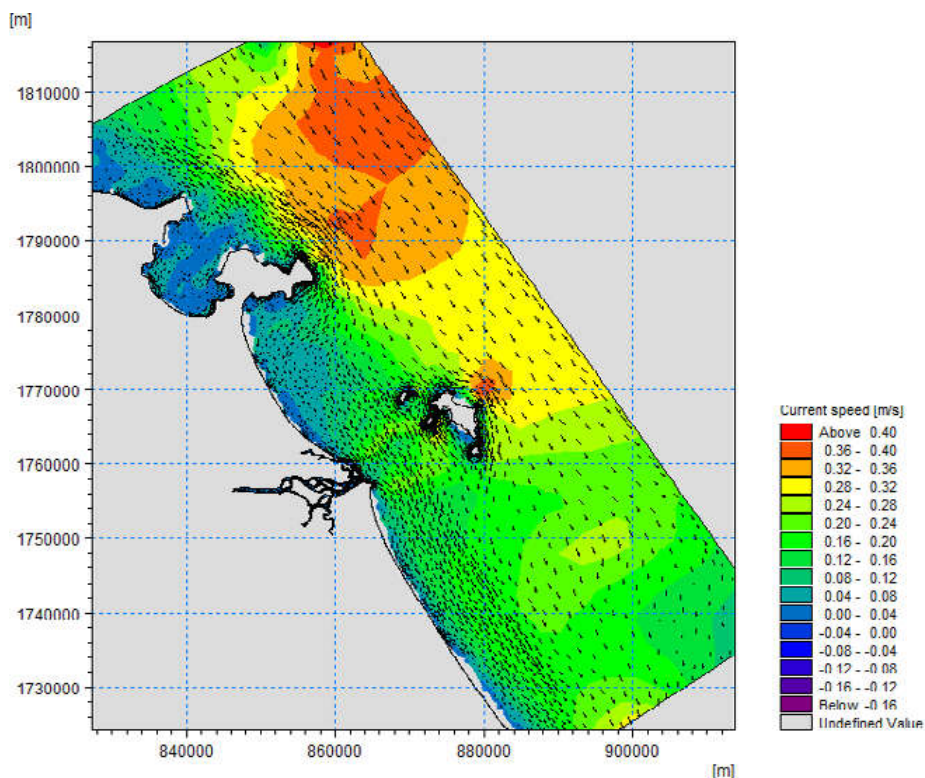 [m]
1810000
1800000
1790000
1780000
1770000
1760000
1750000
1740000
1730000
840000
860000
880000
900000
[m]
Current speed [m/s]
Above 0.40
0.36 - 0.40
0.32 - 0.36
0.28 - 0.32
0.24 - 0.28
0.20 - 0.24
0.16 - 0.20
0.12 - 0.16
0.08 - 0.12
0.04 - 0.08
0.00 - 0.04
-0.04 - 0.00
-0.08 - -0.04
-0.12 - -0.08
-0.16 - -0.12
Below -0.16
Undefined Value